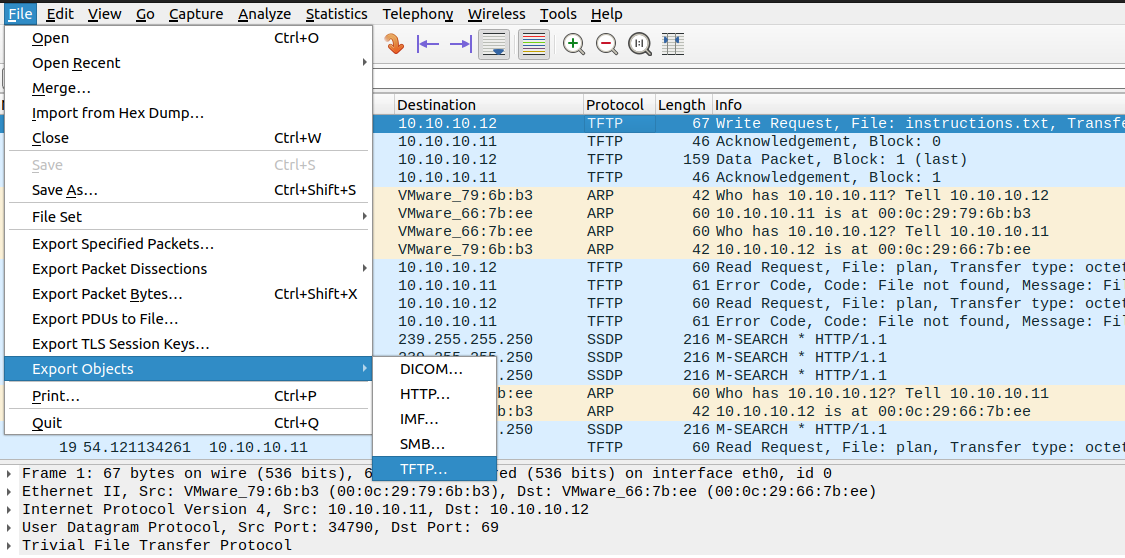 File Edit View Go Capture Analyze Statistics Telephony Wireless Tools Help
Open Ctrl+O
Open Recent
Merge…
Import from Hex Dump…
Close Ctrl+W
Save Ctrl+S
Save As… Ctrl+Shift+S
File Set
Export Specified Packets…
Export Packet Dissections
Export Packet Bytes… Ctrl+Shift+X
Export PDUs to File…
Export TLS Session Keys…
Export Objects
Print… Ctrl+P
Quit Ctrl+Q
DICOM…
HTTP…
IMF…
SMB…
TFTP…
Destination Protocol Length Info
10.10.10.12 TFTP 67 Write Request, File: instructions.txt, Transfe
10.10.10.11 TFTP 46 Acknowledgement, Block: 0
10.10.10.12 TFTP 159 Data Packet, Block: 1 (last)
10.10.10.11 TFTP 46 Acknowledgement, Block: 1
VMware_79:6b:b3 ARP 42 Who has 10.10.10.11? Tell 10.10.10.12
VMware_66:7b:ee ARP 60 10.10.10.11 is at 00:0c:29:79:6b:b3
VMware_66:7b:ee ARP 60 Who has 10.10.10.12? Tell 10.10.10.11
VMware_79:6b:b3 ARP 42 10.10.10.12 is at 00:0c:29:66:7b:ee
10.10.10.12 TFTP 60 Read Request, File: plan, Transfer type: octet
10.10.10.11 TFTP 61 Error Code, Code: File not found, Message: Fil
10.10.10.12 TFTP 60 Read Request, File: plan, Transfer type: octet
10.10.10.11 TFTP 61 Error Code, Code: File not found, Message: Fil
239.255.255.250 SSDP 216 M-SEARCH * HTTP/1.1
239.255.255.250 SSDP 216 M-SEARCH * HTTP/1.1
55.250 SSDP 216 M-SEARCH * HTTP/1.1
b:ee ARP 60 Who has 10.10.10.12? Tell 10.10.10.11
b:b3 ARP 42 10.10.10.12 is at 00:0c:29:66:7b:ee
55.250 SSDP 216 M-SEARCH * HTTP/1.1
19 54.121134261 10.10.10.11 TFTP 60 Read Request, File: plan, Transfer type: octet
Frame 1: 67 bytes on wire (536 bits), 6 red (536 bits) on interface eth0, id 0
Ethernet II, Src: VMware_79:6b:b3 (00:0c:29:79:6b:b3), Dst: VMware_66:7b:ee (00:0c:29:66:7b:ee)
Internet Protocol Version 4, Src: 10.10.10.11, Dst: 10.10.10.12
User Datagram Protocol, Src Port: 34790, Dst Port: 69
Trivial File Transfer Protocol